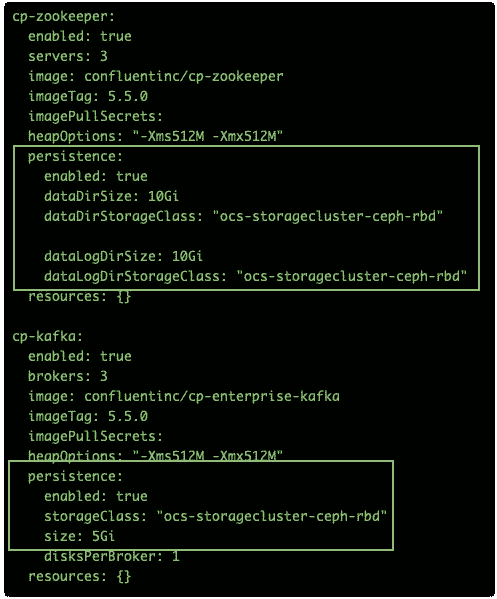 cp-zookeeper:
  enabled: true
  servers: 3
  image: confluentinc/cp-zookeeper
  imageTag: 5.5.0
  imagePullSecrets:
  heapOptions: "-Xms512M -Xmx512M"
  persistence:
    enabled: true
    dataDirSize: 10Gi
    dataDirStorageClass: "ocs-storagecluster-ceph-rbd"

    dataLogDirSize: 10Gi
    dataLogDirStorageClass: "ocs-storagecluster-ceph-rbd"
  resources: {}

cp-kafka:
  enabled: true
  brokers: 3
  image: confluentinc/cp-enterprise-kafka
  imageTag: 5.5.0
  imagePullSecrets:
  heapOptions: "-Xms512M -Xmx512M"
  persistence:
    enabled: true
    storageClass: "ocs-storagecluster-ceph-rbd"
    size: 5Gi
    disksPerBroker: 1
  resources: {}